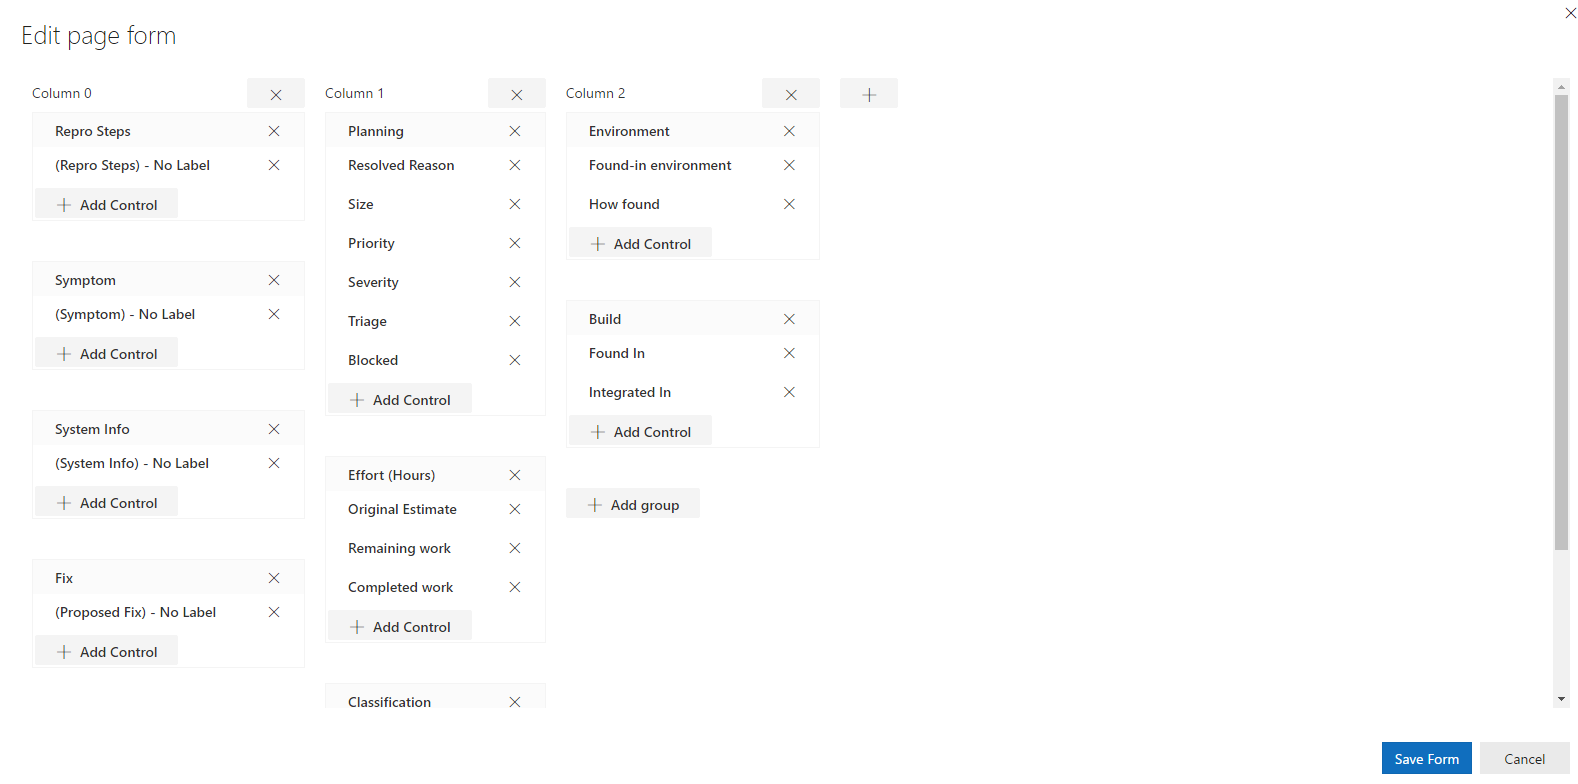 Edit page form
Column 0
Repro Steps
(Repro Steps) - No Label
Add Control
Symptom
(Symptom) - No Label
Add Control
System Info
(System Info) - No Label
Add Control
Fix
(Proposed Fix) - No Label
Add Control
Column 1
Planning
Resolved Reason
Size
Priority
Severity
Triage
Blocked
Add Control
Effort (Hours)
Original Estimate
Remaining work
Completed work
Add Control
Classification
Column 2
Environment
Found-in environment
How found
Add Control
Build
Found In
Integrated In
Add Control
Add group
Save Form
Cancel